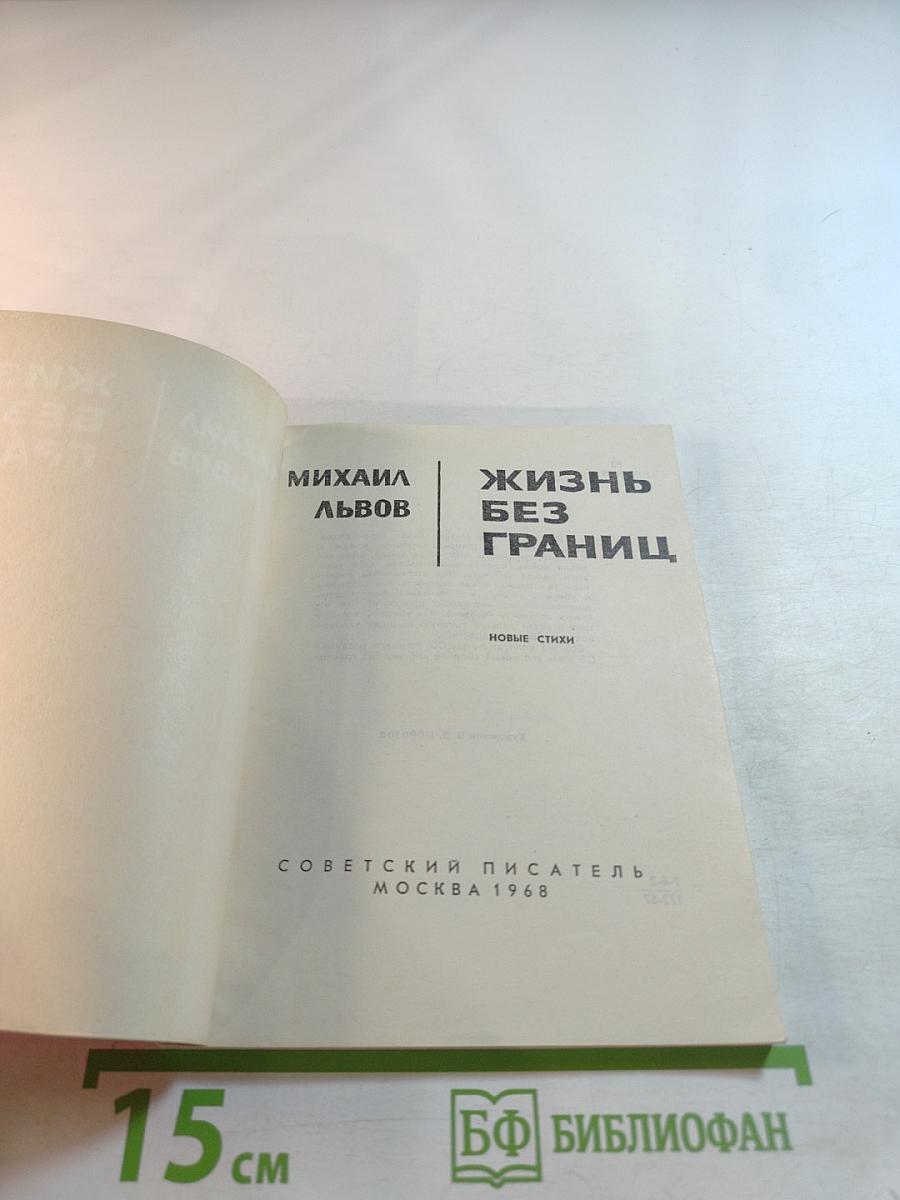 МИХАИЛ
ЛЬВОВ
ЖИЗНЬ
БЕЗ
ГРАНИЦ
НОВЫЕ СТИХИ
СОВЕТСКИЙ ПИСАТЕЛЬ
МОСКВА 1968
15 см
БФ БИБЛИОФАН